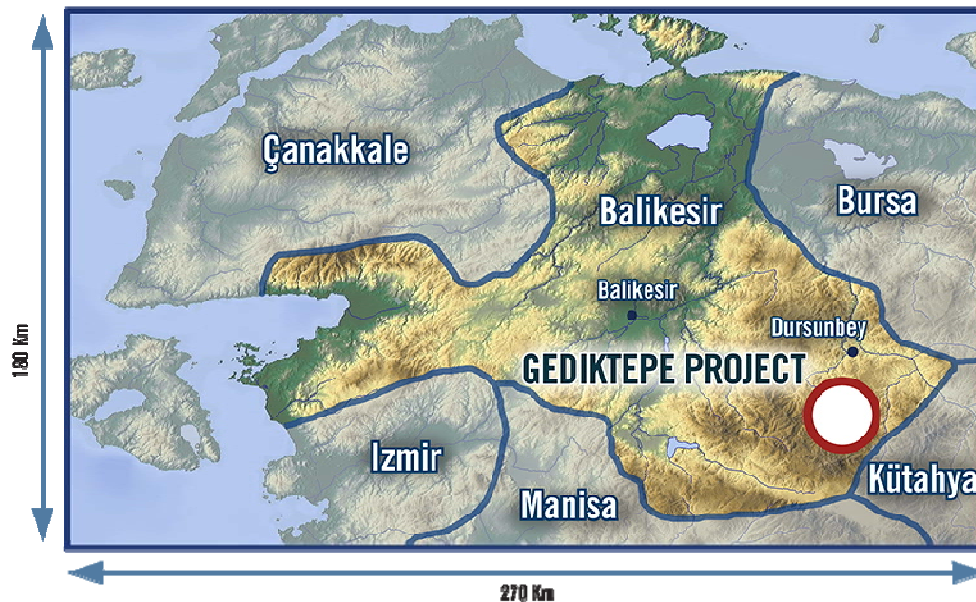 Çanakkale
Bursa
Balikesir
Balikesir
Dursunbey
GEDIKTEPE PROJECT
Izmir
Kütahya
Manisa
180 Km
270 Km